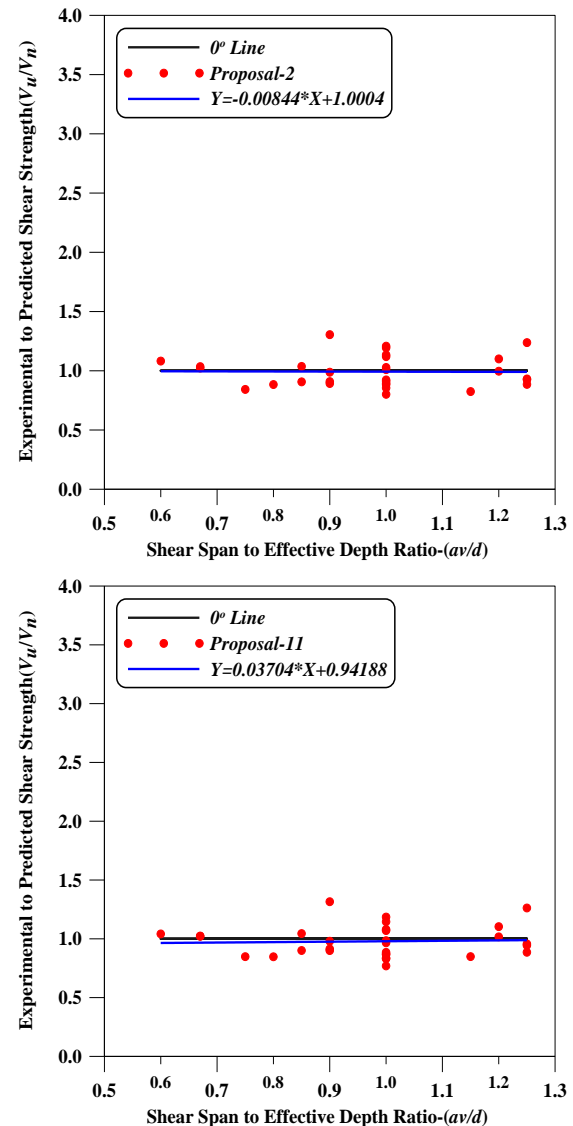 4.0
3.5
3.0
2.5
2.0
1.5
1.0
0.5
0.0
Experimental to Predicted Shear Strength(Vu/Vn)
0º Line
Proposal-2
Y=-0.00844*X+1.0004
0.5 0.6 0.7 0.8 0.9 1.0 1.1 1.2 1.3
Shear Span to Effective Depth Ratio-(av/d)
4.0
3.5
3.0
2.5
2.0
1.5
1.0
0.5
0.0
Experimental to Predicted Shear Strength(Vu/Vn)
0º Line
Proposal-11
Y=0.03704*X+0.94188
0.5 0.6 0.7 0.8 0.9 1.0 1.1 1.2 1.3
Shear Span to Effective Depth Ratio-(av/d)